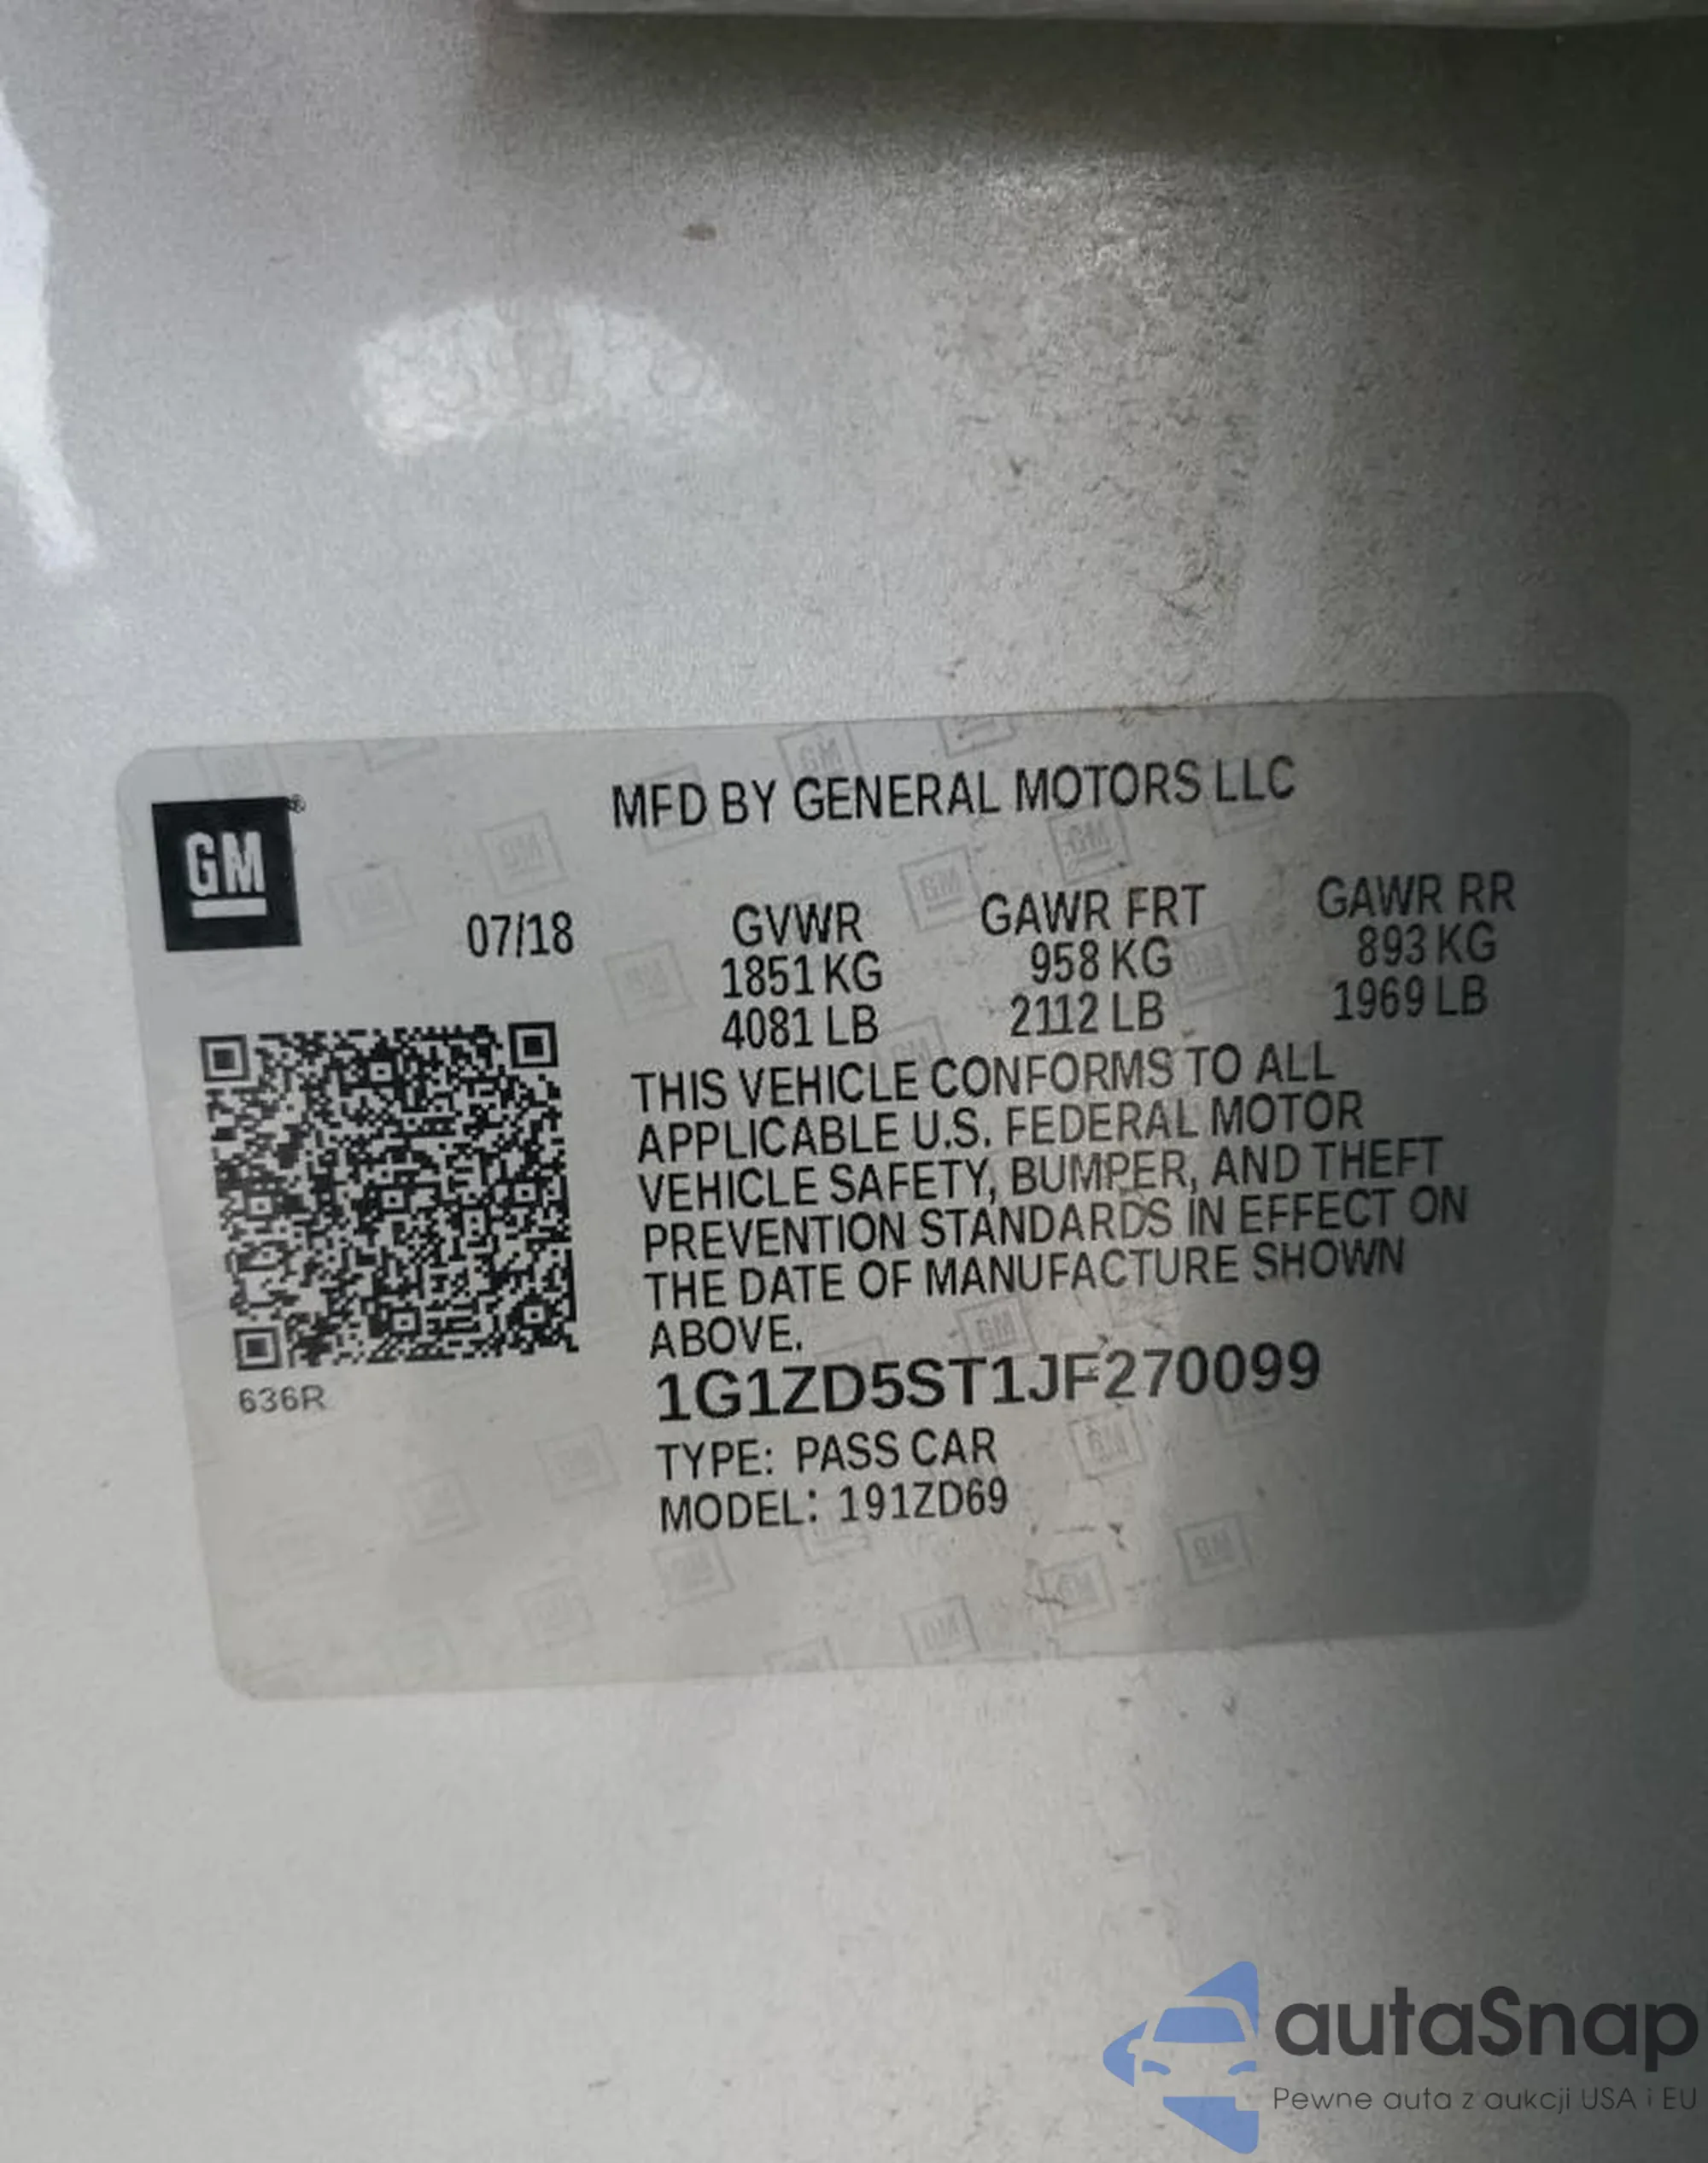 MFD BY GENERAL MOTORS LLC
GM ®
07/18 GVWR GAWR FRT GAWR RR
1851 KG 958 KG 893 KG
4081 LB 2112 LB 1969 LB
THIS VEHICLE CONFORMS TO ALL
APPLICABLE U.S. FEDERAL MOTOR
VEHICLE SAFETY, BUMPER, AND THEFT
PREVENTION STANDARDS IN EFFECT ON
THE DATE OF MANUFACTURE SHOWN
ABOVE.
636R
1G1ZD5ST1JF270099
TYPE: PASS CAR
MODEL: 191ZD69
autaSnap
Pewne auta z aukcji USA i EU